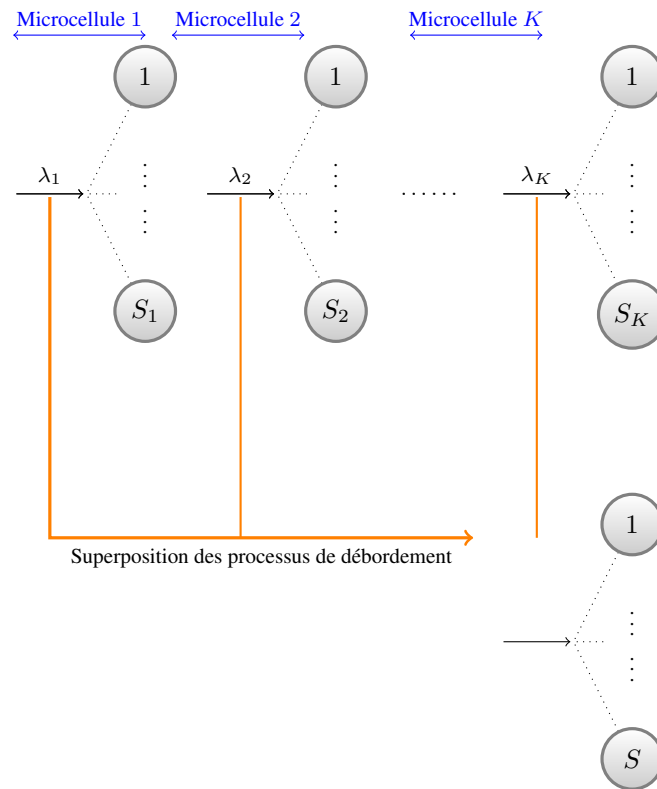 Microcellule 1 Microcellule 2 Microcellule K
1 1 1
λ1 λ2 ...... λK
S1 S2 SK
1
Superposition des processus de débordement
S